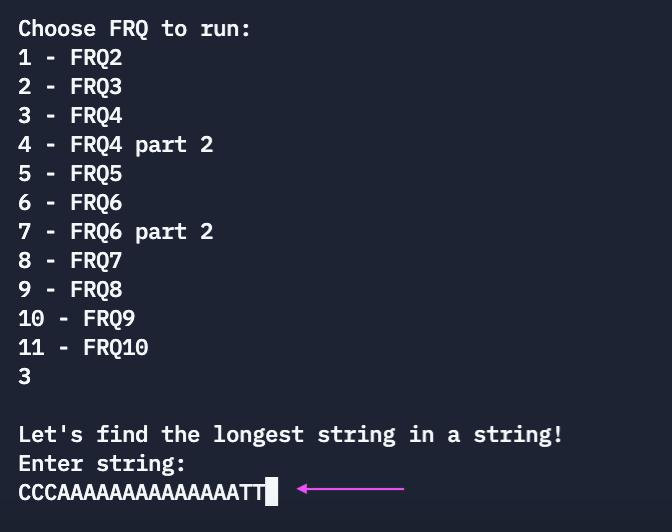 Choose FRQ to run:
1 - FRQ2
2 - FRQ3
3 - FRQ4
4 - FRQ4 part 2
5 - FRQ5
6 - FRQ6
7 - FRQ6 part 2
8 - FRQ7
9 - FRQ8
10 - FRQ9
11 - FRQ10
3
Let's find the longest string in a string!
Enter string:
CCCAAAAAAAAAAAAAATT